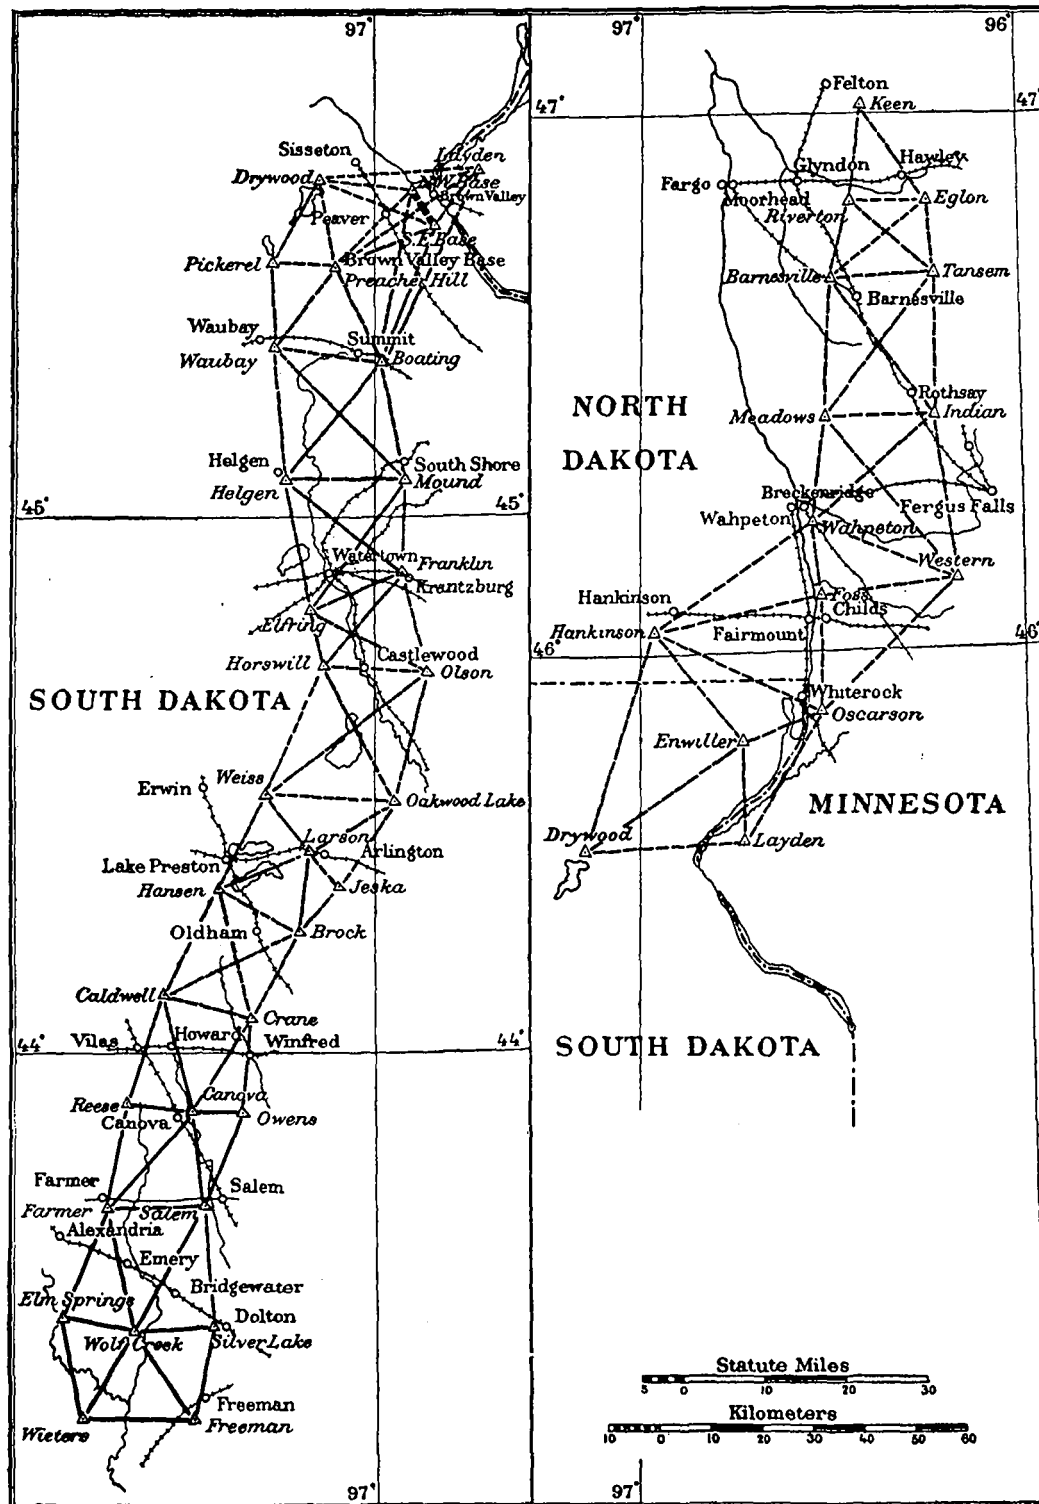 97°
Sisseton
Layden
Drywood
N.W. Base
Brown Valley
Peaver
S.E. Base
Pickerel
Brown Valley Base
Preacher Hill
Waubay
Summit
Waubay
Boating
Helgen
South Shore
Helgen
Mound
45°
45°
Watertown
Franklin
Krantzburg
Elfring
Horswill
Castlewood
Olson
SOUTH DAKOTA
Weiss
Erwin
Oakwood Lake
Larson
Lake Preston
Arlington
Hansen
Jeska
Oldham
Brock
Caldwell
Crane
Howard
Vilas
44°
Winfred
44°
Reese
Canova
Canova
Owens
Farmer
Salem
Farmer
Salem
Alexandria
Emery
Bridgewater
Elm Springs
Dolton
Wolf Creek
Silver Lake
Freeman
Wieters
Freeman
97°
97°
96°
Felton
47°
Keen
47°
Glyndon
Hawley
Fargo
Moorhead
Riverton
Eglon
Barnesville
Tansem
Barnesville
NORTH
DAKOTA
Rothsay
Meadows
Indian
Breckenridge
Wahpeton
Wahpeton
Fergus Falls
Western
Hankinson
Foss
Childs
Hankinson
Fairmount
46°
46°
Whiterock
Oscarson
Enwiller
MINNESOTA
Drywood
Layden
SOUTH DAKOTA
Statute Miles
5 0 10 20 30
Kilometers
10 0 10 20 30 40 50 60
97°